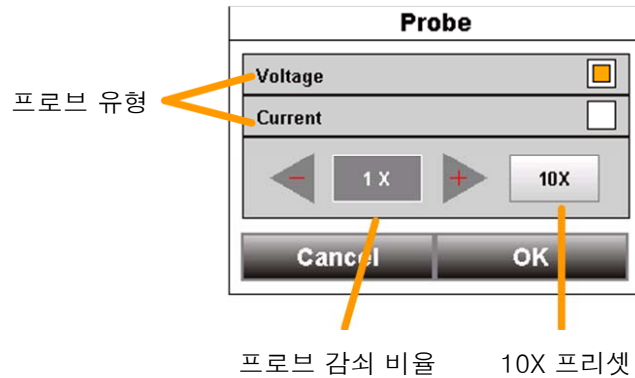 Probe
Voltage
프로브 유형
Current
− 1 X + 10X
Cancel OK
프로브 감쇠 비율 10X 프리셋